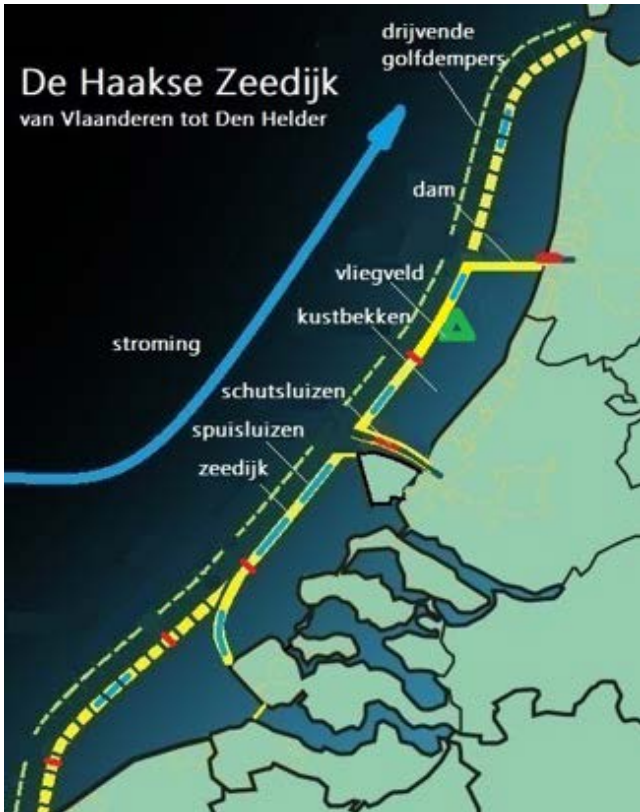 De Haakse Zeedijk
van Vlaanderen tot Den Helder
drijvende
golfdempers
dam
vliegveld
kustbekken
stroming
schutsluizen
spuisluizen
zeedijk